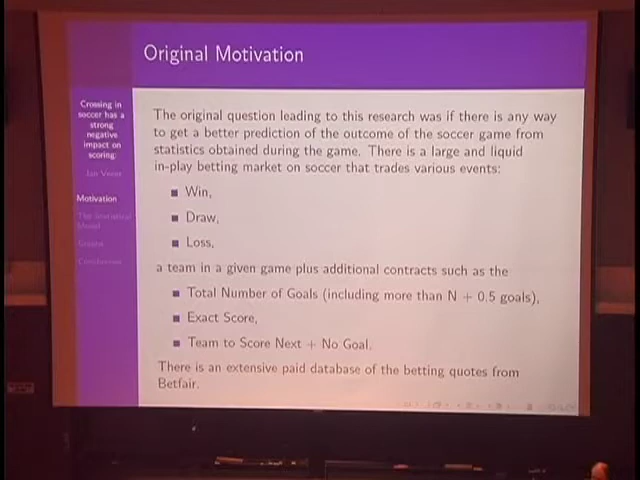 Original Motivation
Crossing in
soccer has a
strong
negative
impact on
scoring:
Jan Vecer
Motivation
The Statistical
Model
Conclusion
The original question leading to this research was if there is any way
to get a better prediction of the outcome of the soccer game from
statistics obtained during the game. There is a large and liquid
in-play betting market on soccer that trades various events:
Win,
Draw,
Loss,
a team in a given game plus additional contracts such as the
Total Number of Goals (including more than N + 0.5 goals),
Exact Score,
Team to Score Next + No Goal.
There is an extensive paid database of the betting quotes from
Betfair.